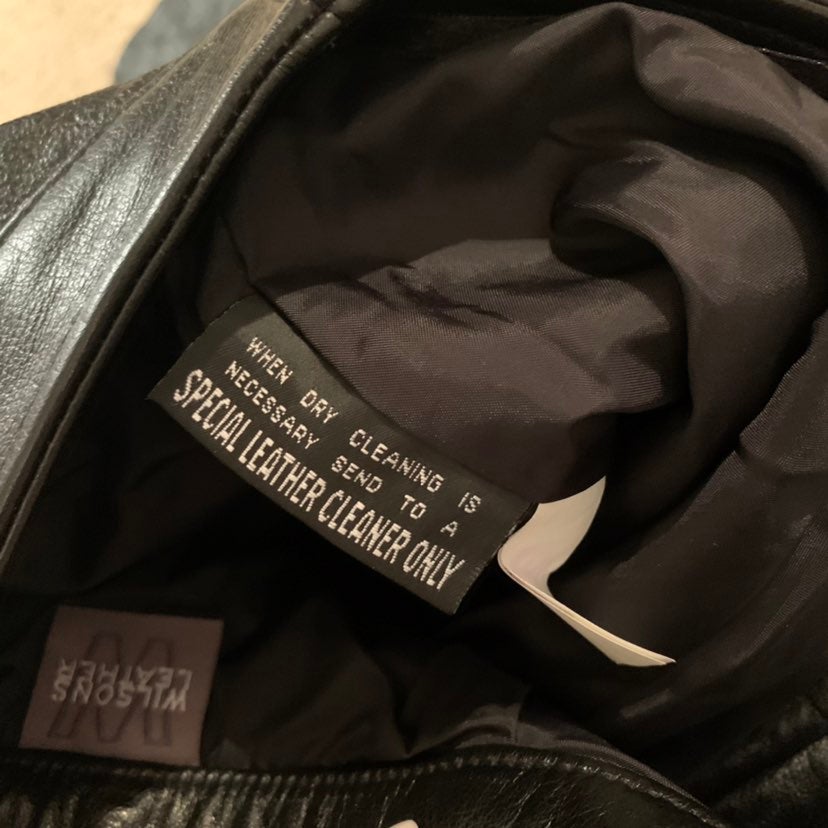 WHEN DRY CLEANING IS
NECESSARY SEND TO A
SPECIAL LEATHER CLEANER ONLY
WILSONS
LEATHER